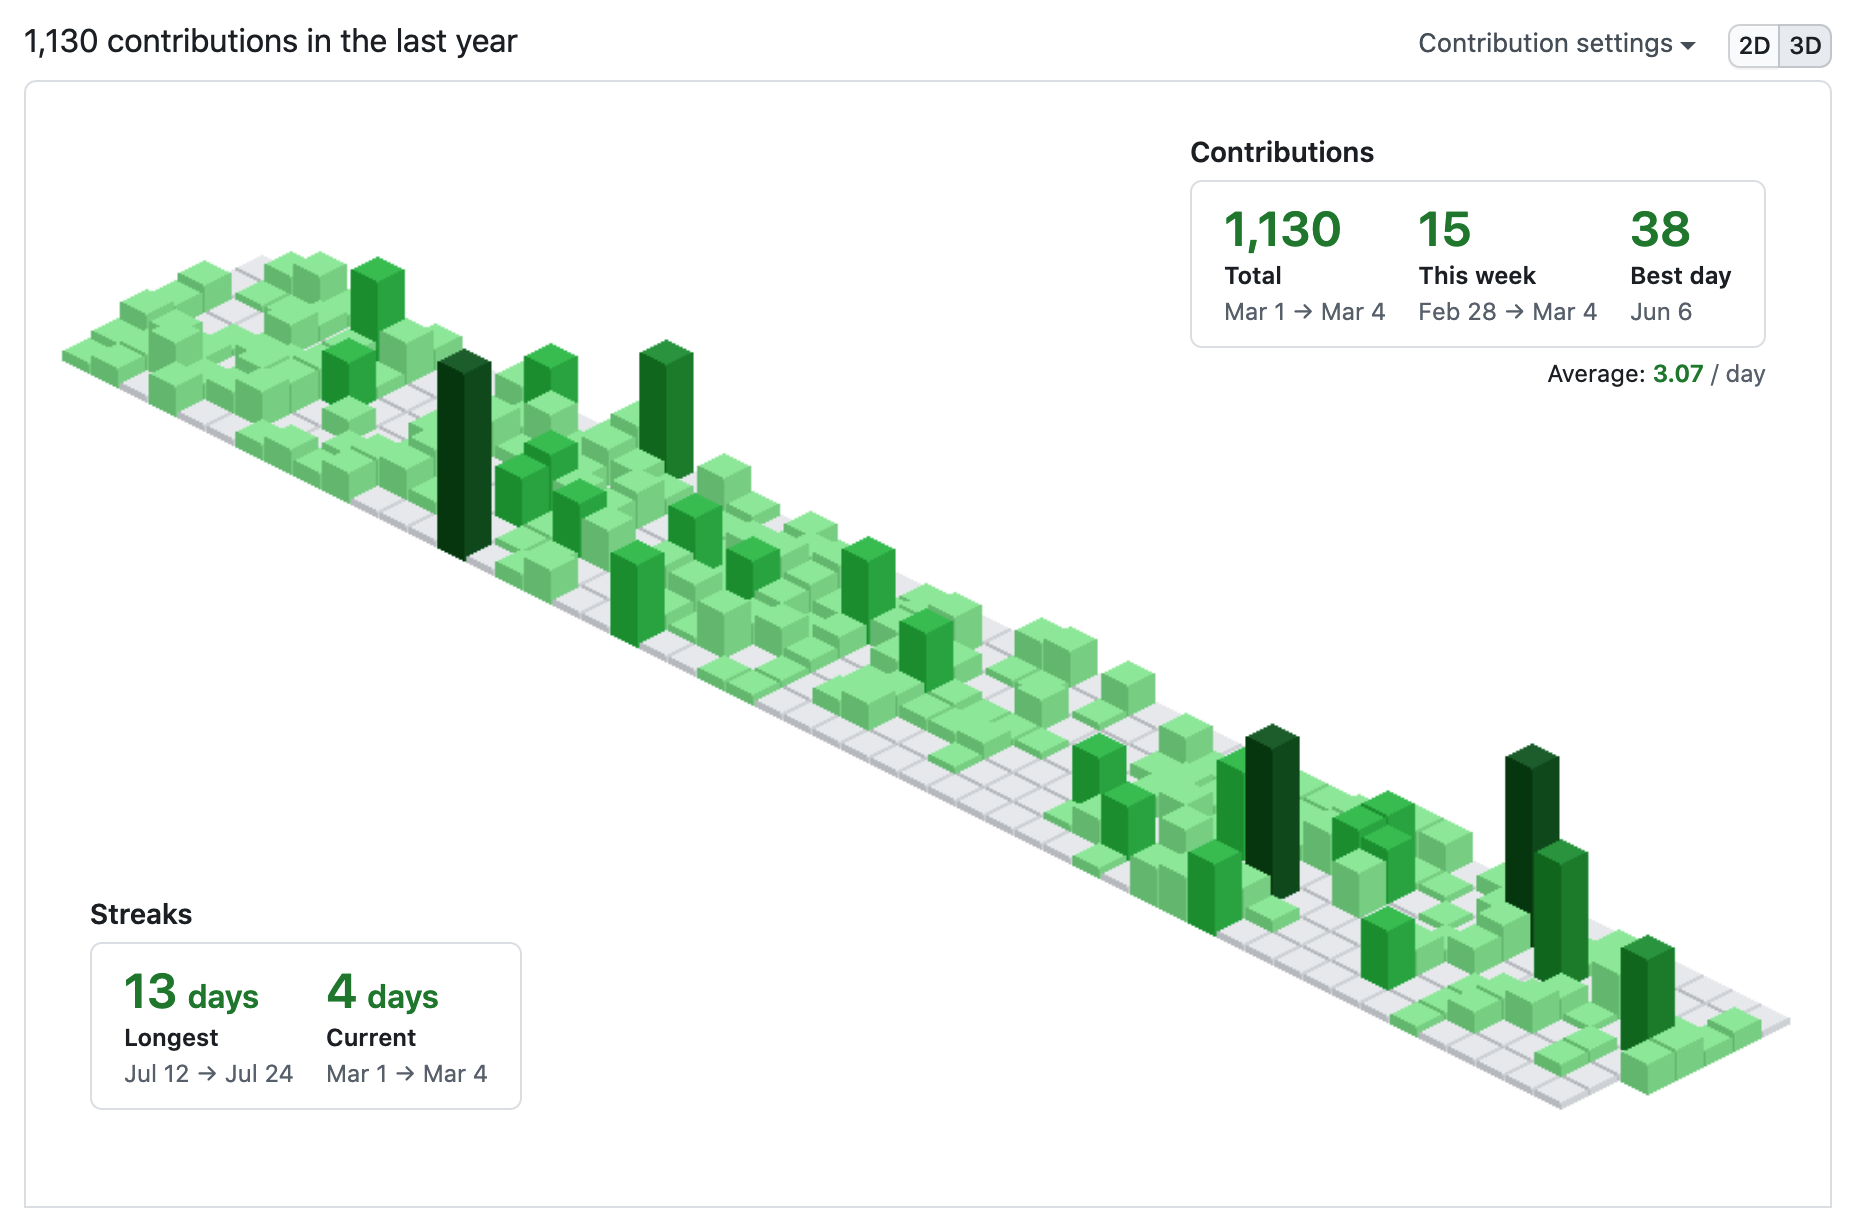 1,130 contributions in the last year
Contribution settings
2D 3D
Contributions
1,130 15 38
Total This week Best day
Mar 1 → Mar 4 Feb 28 → Mar 4 Jun 6
Average: 3.07 / day
Streaks
13 days 4 days
Longest Current
Jul 12 → Jul 24 Mar 1 → Mar 4